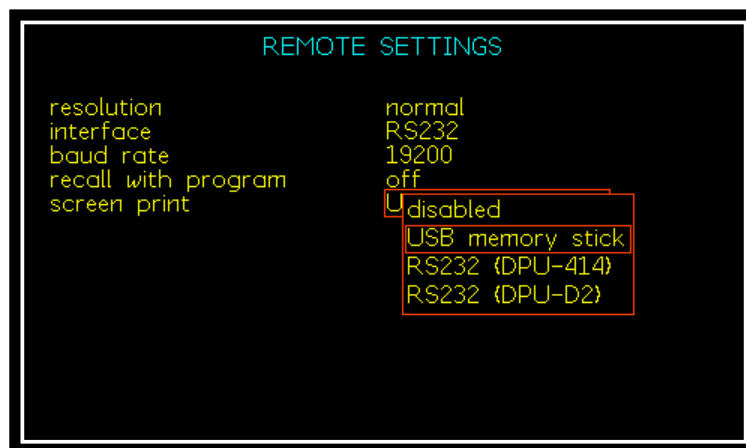 REMOTE SETTINGS
resolution normal
interface RS232
baud rate 19200
recall with program off
screen print U
disabled
USB memory stick
RS232 (DPU-414)
RS232 (DPU-D2)